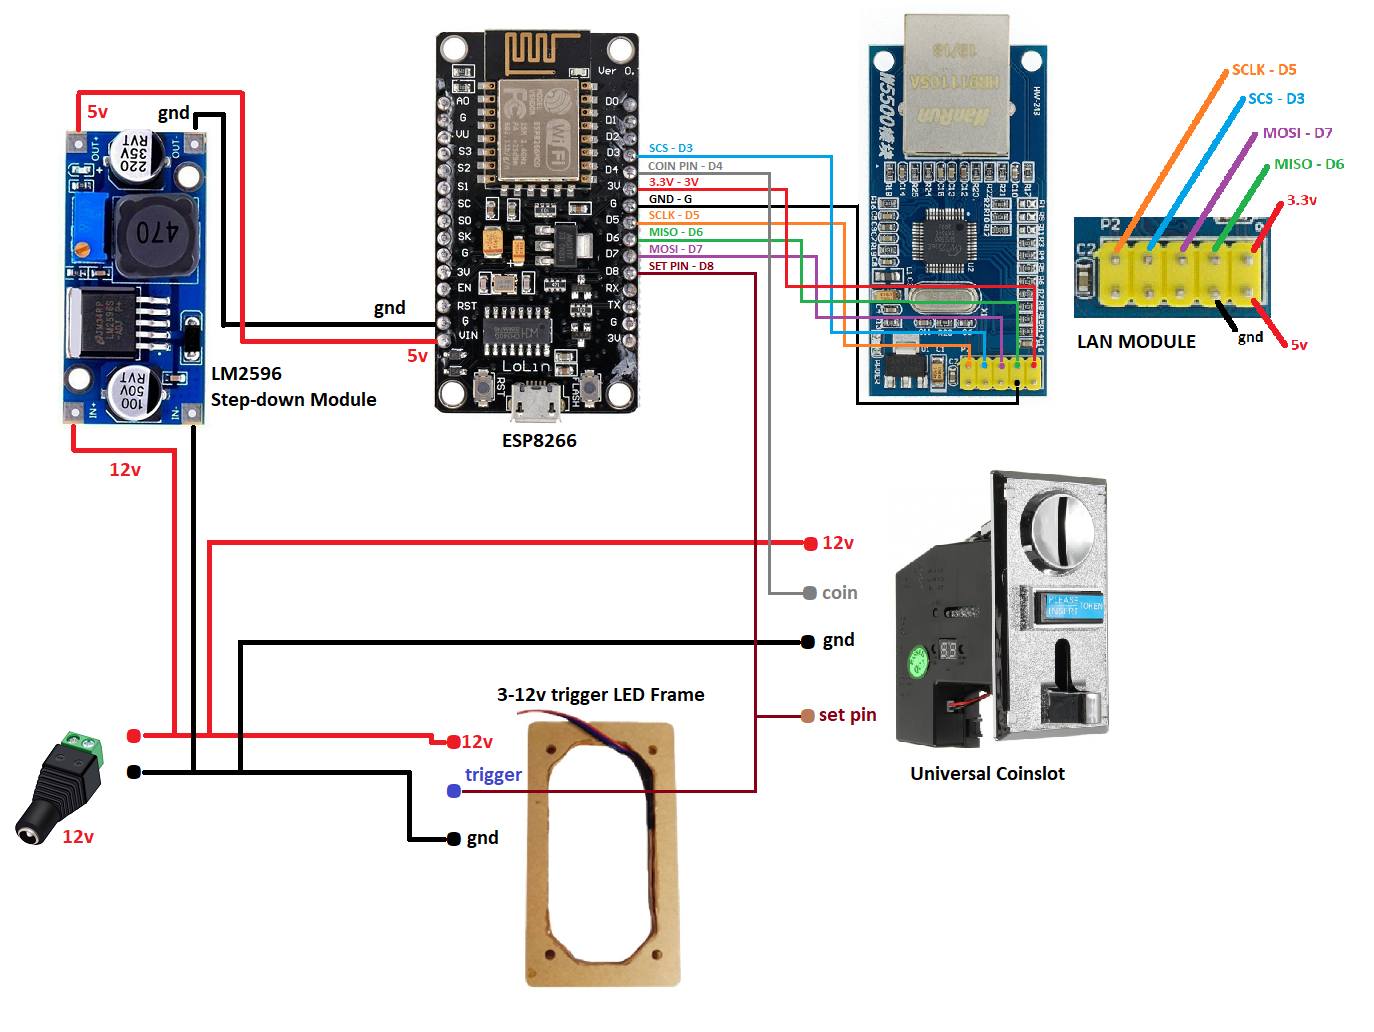 5v
gnd
OUT+
OUT-
220
35V
RVT
470
LM2596S
100
50V
RVT
IN+
IN-
LM2596
Step-down Module
12v
gnd
5v
Ver 0.
A0
G
VU
S3
S2
S1
SC
S0
SK
G
3V
EN
RST
G
VIN
D0
D1
D2
D3
D4
3V
G
D5
D6
D7
D8
RX
TX
G
3V
WiFi
LoLin
RST
FLASH
ESP8266
SCS - D3
COIN PIN - D4
3.3V - 3V
GND - G
SCLK - D5
MISO - D6
MOSI - D7
SET PIN - D8
HanRun
HR911105A
W5500模块
SCLK - D5
SCS - D3
MOSI - D7
MISO - D6
3.3v
P2
C2
LAN MODULE
gnd
5v
12v
coin
gnd
set pin
PLEASE
INSERT
TOKEN
Universal Coinslot
3-12v trigger LED Frame
12v
trigger
gnd
12v